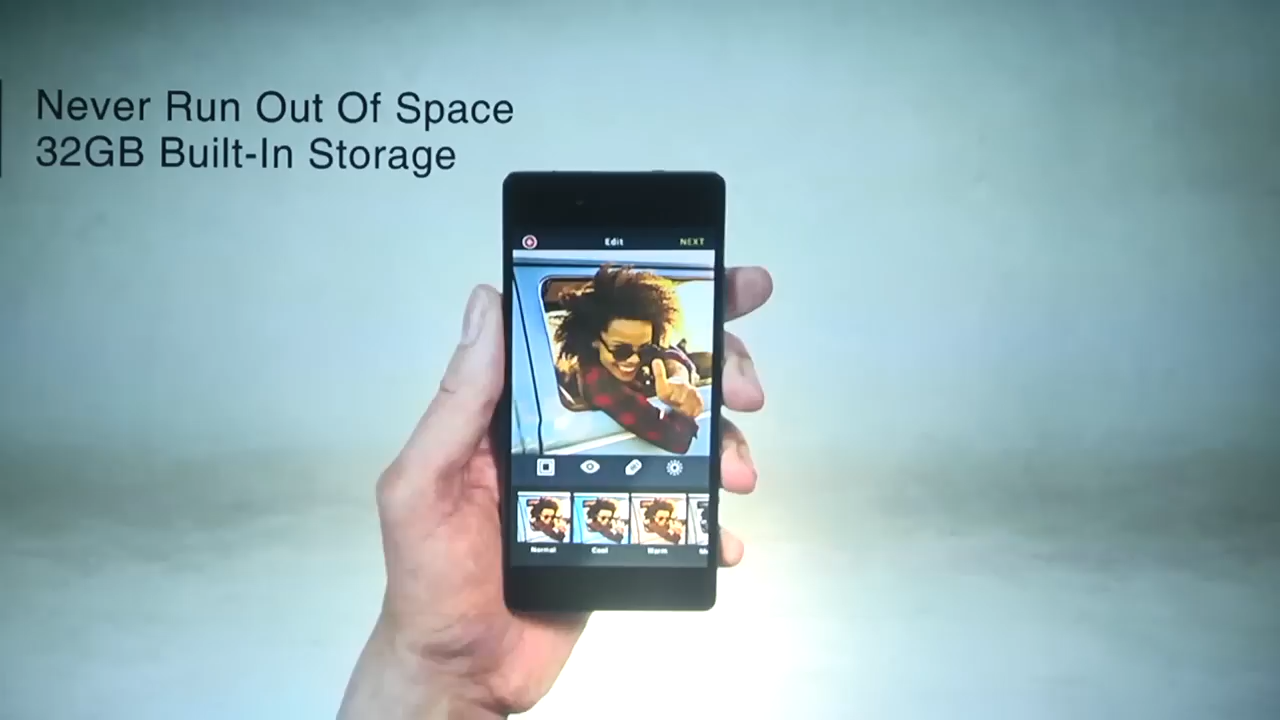 Never Run Out Of Space
32GB Built-In Storage
Edit
NEXT
Normal
Cool
Warm